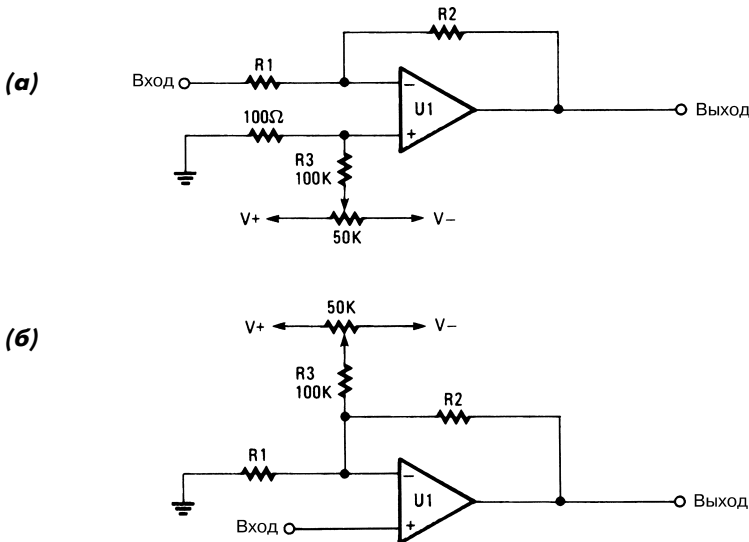 R2
R1
(а)
Вход
−
U1
Выход
100Ω
+
R3
100K
V+
V−
50K
50K
(б)
V+
V−
R3
100K
R2
R1
−
U1
Выход
Вход
+